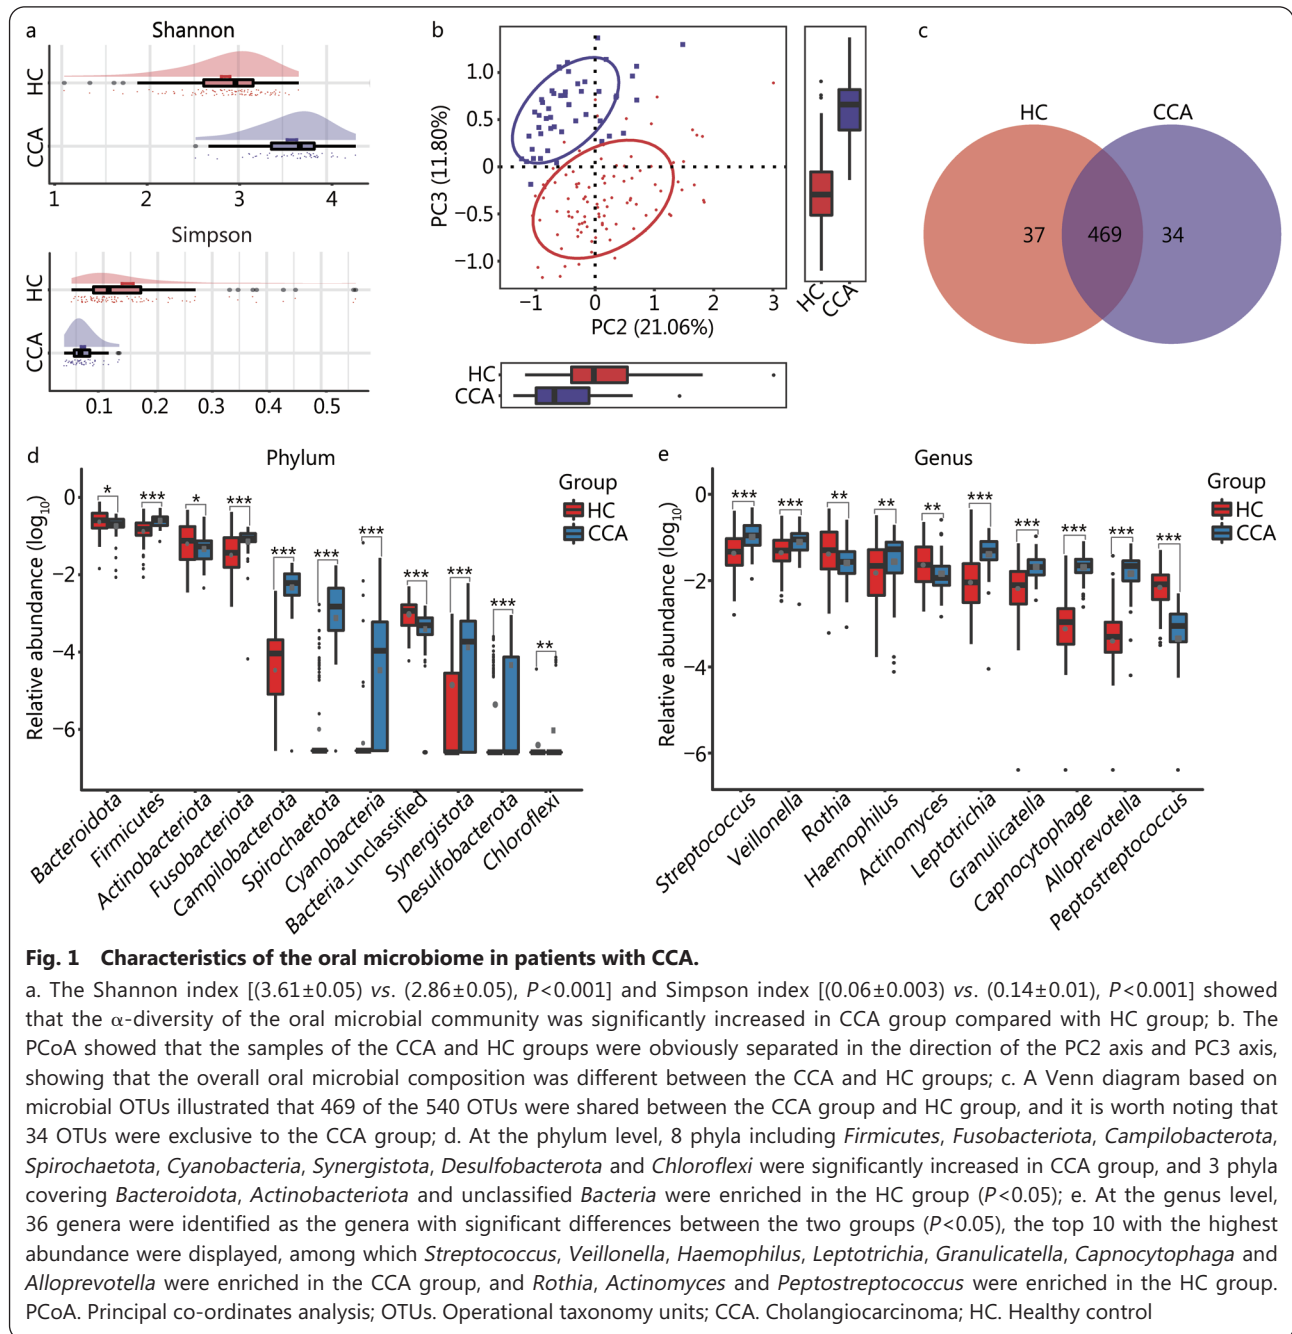 a
Shannon
HC
CCA
1 2 3 4
Simpson
HC
CCA
0.1 0.2 0.3 0.4 0.5
b
PC3 (11.80%)
1.0
0.5
0
−0.5
−1.0
−1 0 1 2 3
PC2 (21.06%)
HC
CCA
HC
CCA
c
HC CCA
37 469 34
d
Phylum
Relative abundance (log10)
0
−2
−4
−6
* *** * *** *** *** *** *** *** *** **
Group
HC
CCA
Bacteroidota
Firmicutes
Actinobacteriota
Fusobacteriota
Campilobacterota
Spirochaetota
Cyanobacteria
Bacteria_unclassified
Synergistota
Desulfobacterota
Chloroflexi
e
Genus
Relative abundance (log10)
0
−2
−4
−6
*** *** ** ** ** *** *** *** *** ***
Group
HC
CCA
Streptococcus
Veillonella
Rothia
Haemophilus
Actinomyces
Leptotrichia
Granulicatella
Capnocytophage
Alloprevotella
Peptostreptococcus
Fig. 1 Characteristics of the oral microbiome in patients with CCA.
a. The Shannon index [(3.61±0.05) vs. (2.86±0.05), P<0.001] and Simpson index [(0.06±0.003) vs. (0.14±0.01), P<0.001] showed
that the α-diversity of the oral microbial community was significantly increased in CCA group compared with HC group; b. The
PCoA showed that the samples of the CCA and HC groups were obviously separated in the direction of the PC2 axis and PC3 axis,
showing that the overall oral microbial composition was different between the CCA and HC groups; c. A Venn diagram based on
microbial OTUs illustrated that 469 of the 540 OTUs were shared between the CCA group and HC group, and it is worth noting that
34 OTUs were exclusive to the CCA group; d. At the phylum level, 8 phyla including Firmicutes, Fusobacteriota, Campilobacterota,
Spirochaetota, Cyanobacteria, Synergistota, Desulfobacterota and Chloroflexi were significantly increased in CCA group, and 3 phyla
covering Bacteroidota, Actinobacteriota and unclassified Bacteria were enriched in the HC group (P<0.05); e. At the genus level,
36 genera were identified as the genera with significant differences between the two groups (P<0.05), the top 10 with the highest
abundance were displayed, among which Streptococcus, Veillonella, Haemophilus, Leptotrichia, Granulicatella, Capnocytophaga and
Alloprevotella were enriched in the CCA group, and Rothia, Actinomyces and Peptostreptococcus were enriched in the HC group.
PCoA. Principal co-ordinates analysis; OTUs. Operational taxonomy units; CCA. Cholangiocarcinoma; HC. Healthy control